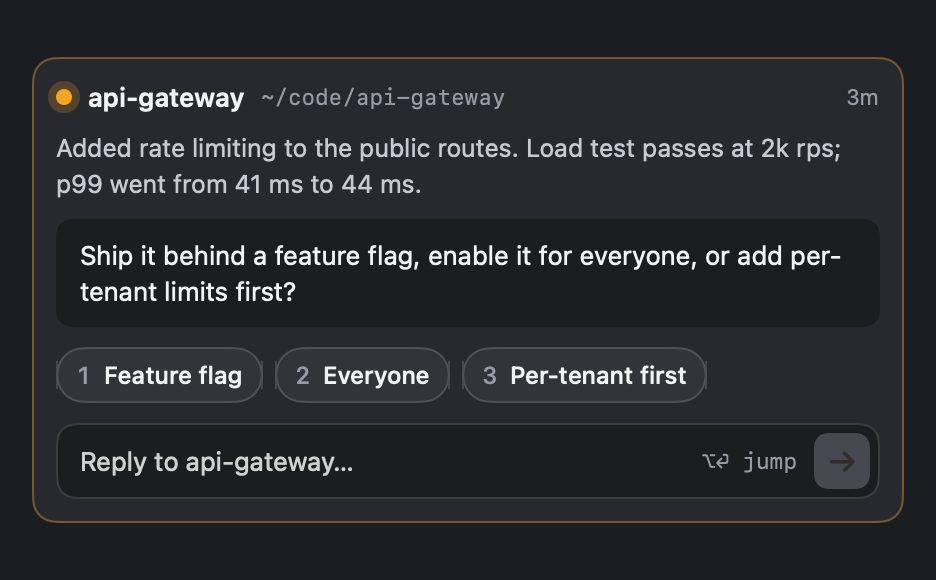 api-gateway ~/code/api-gateway 3m
Added rate limiting to the public routes. Load test passes at 2k rps;
p99 went from 41 ms to 44 ms.
Ship it behind a feature flag, enable it for everyone, or add per-
tenant limits first?
1 Feature flag 2 Everyone 3 Per-tenant first
Reply to api-gateway... ⌥⏎ jump →